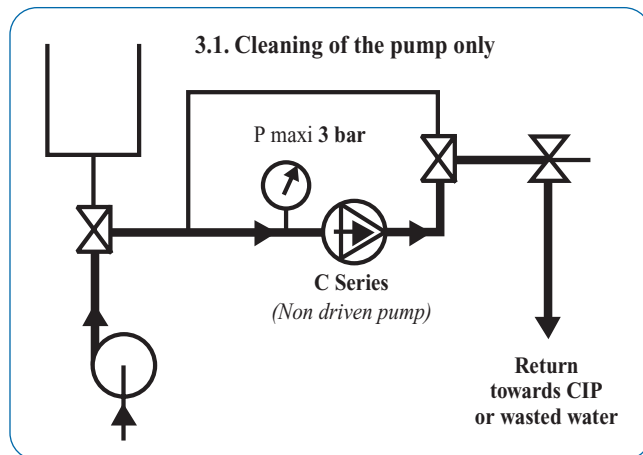 3.1. Cleaning of the pump only
P maxi 3 bar
C Series
(Non driven pump)
Return
towards CIP
or wasted water